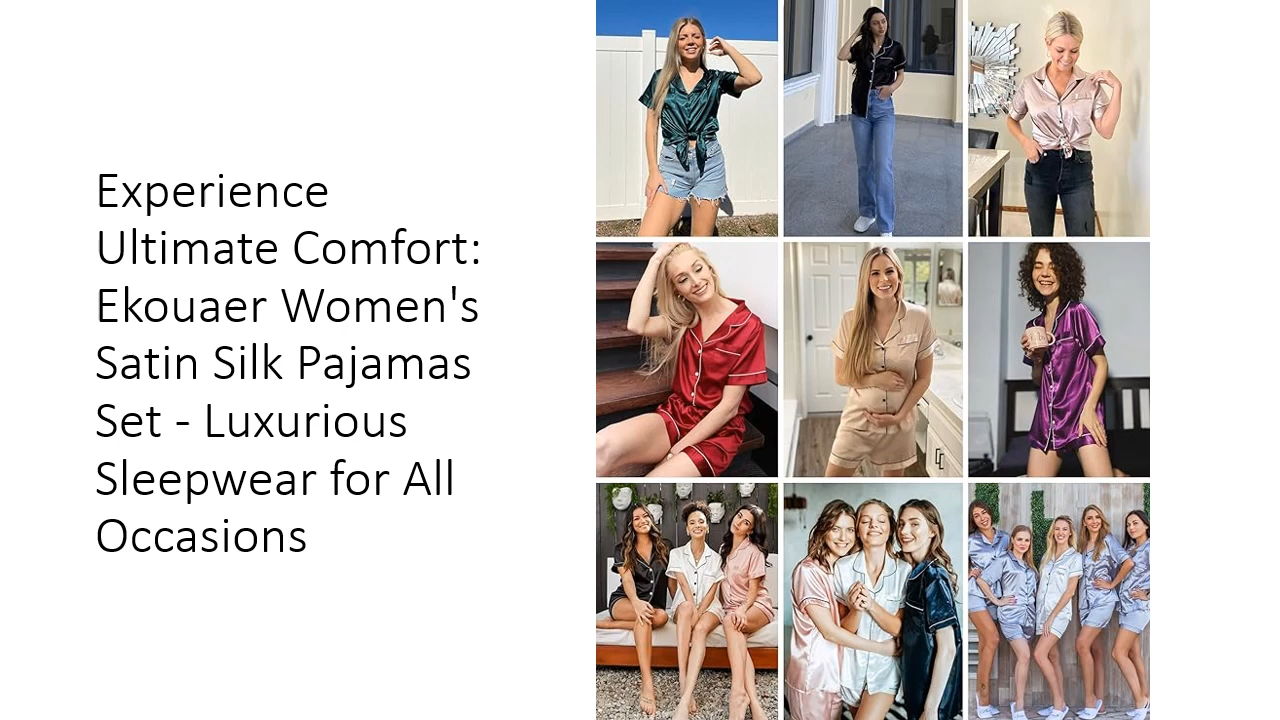 Experience
Ultimate Comfort:
Ekouaer Women's
Satin Silk Pajamas
Set - Luxurious
Sleepwear for All
Occasions